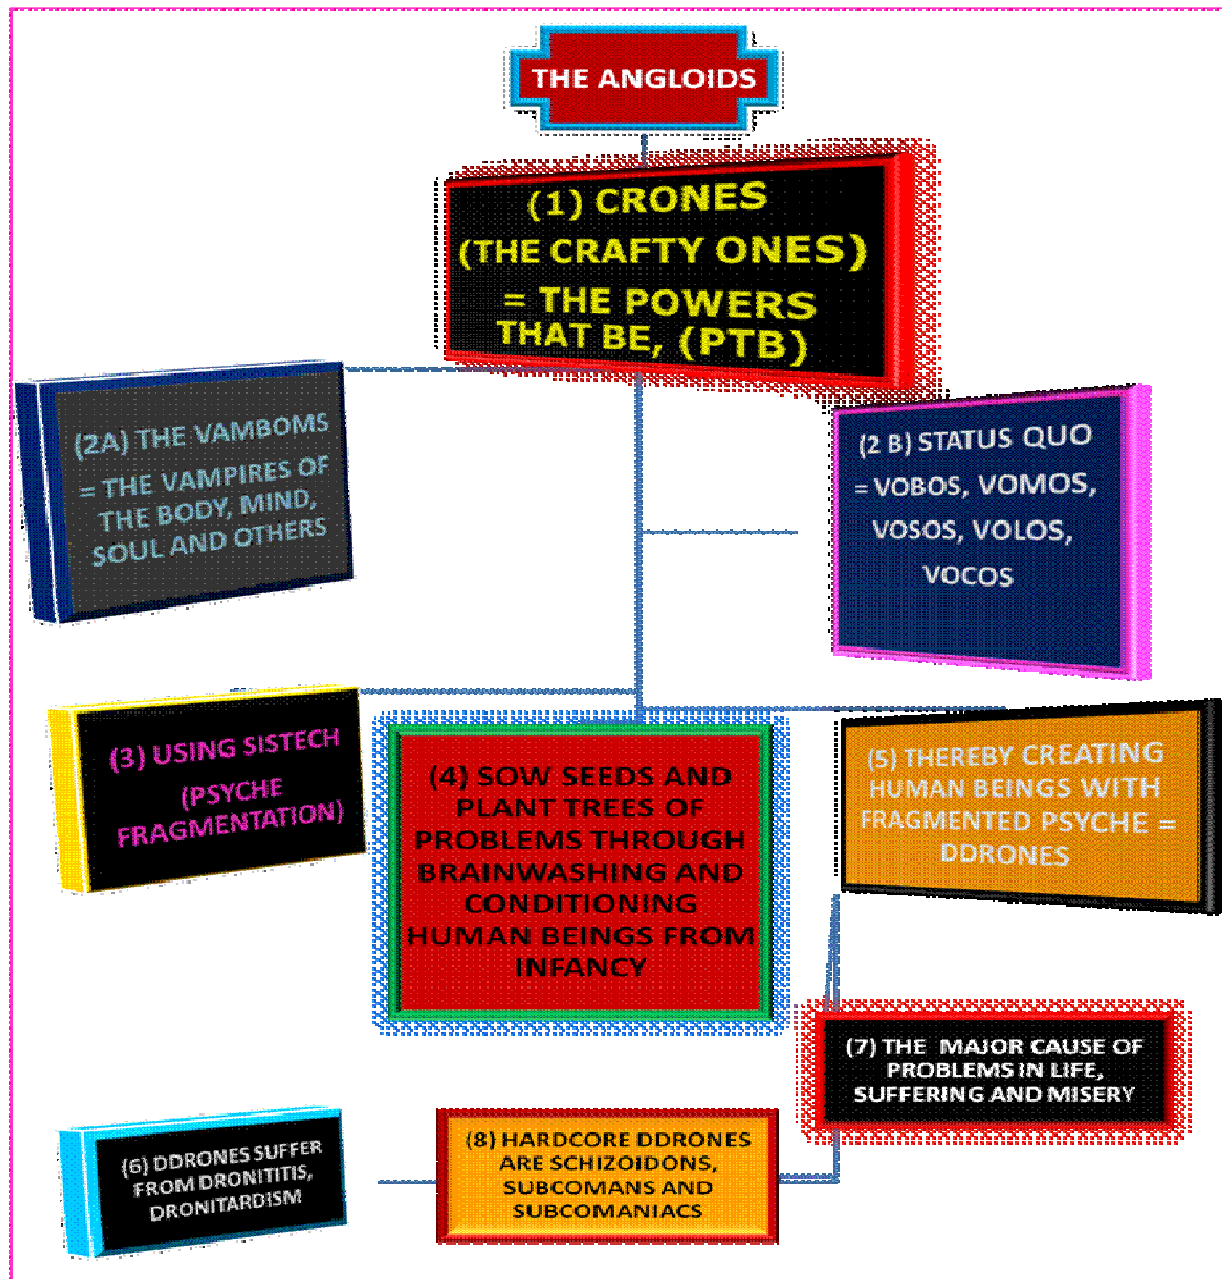 THE ANGLOIDS
(1) CRONES
(THE CRAFTY ONES)
= THE POWERS
THAT BE, (PTB)
(2A) THE VAMBOMS
= THE VAMPIRES OF
THE BODY, MIND,
SOUL AND OTHERS
(2 B) STATUS QUO
= VOBOS, VOMOS,
VOSOS, VOLOS,
VOCOS
(3) USING SISTECH
(PSYCHE
FRAGMENTATION)
(4) SOW SEEDS AND
PLANT TREES OF
PROBLEMS THROUGH
BRAINWASHING AND
CONDITIONING
HUMAN BEINGS FROM
INFANCY
(5) THEREBY CREATING
HUMAN BEINGS WITH
FRAGMENTED PSYCHE =
DDRONES
(7) THE MAJOR CAUSE OF
PROBLEMS IN LIFE,
SUFFERING AND MISERY
(6) DDRONES SUFFER
FROM DRONITITIS,
DRONITARDISM
(8) HARDCORE DDRONES
ARE SCHIZOIDONS,
SUBCOMANS AND
SUBCOMANIACS